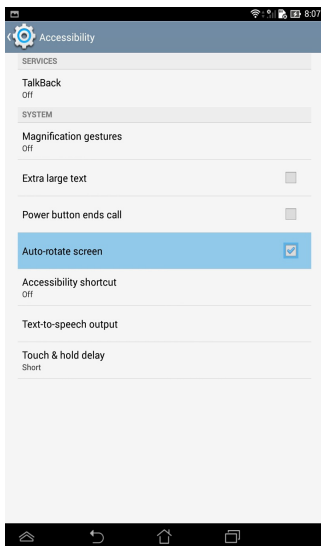 8:07
Accessibility
SERVICES
TalkBack
Off
SYSTEM
Magnification gestures
Off
Extra large text
Power button ends call
Auto-rotate screen
Accessibility shortcut
Off
Text-to-speech output
Touch & hold delay
Short